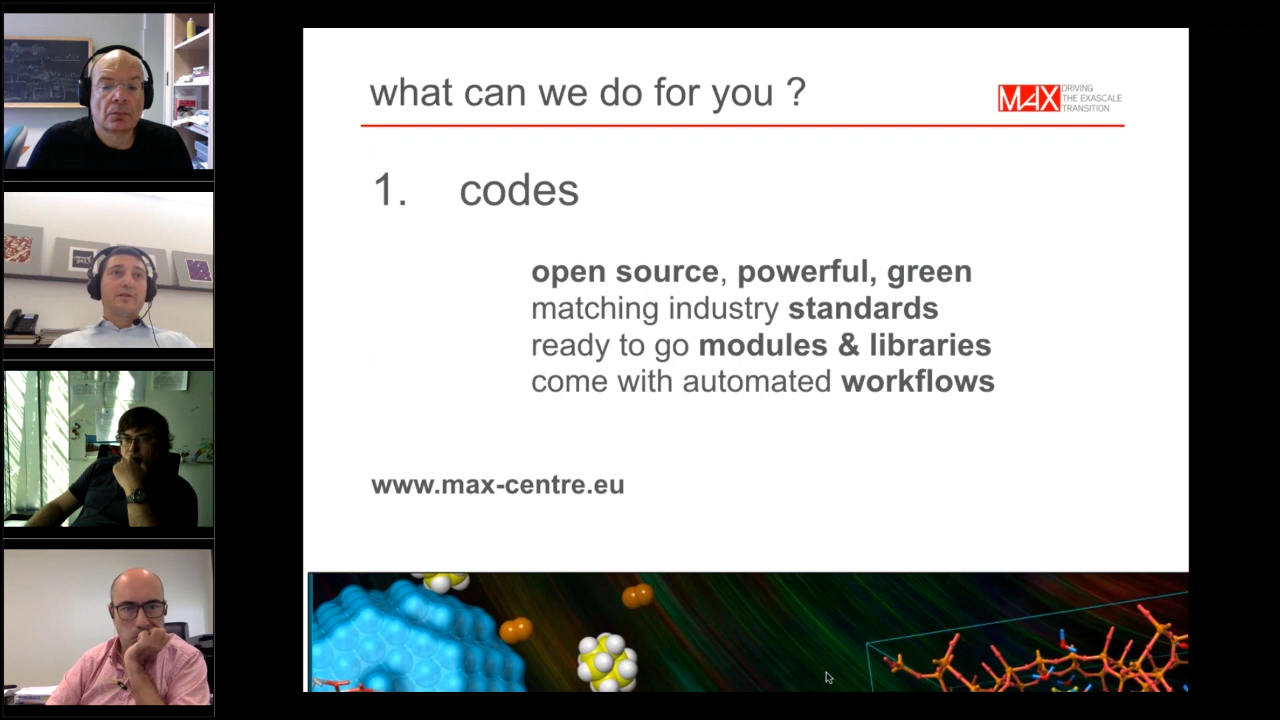 what can we do for you ?
MAX
DRIVING
THE EXASCALE
TRANSITION
1. codes
open source, powerful, green
matching industry standards
ready to go modules & libraries
come with automated workflows
www.max-centre.eu